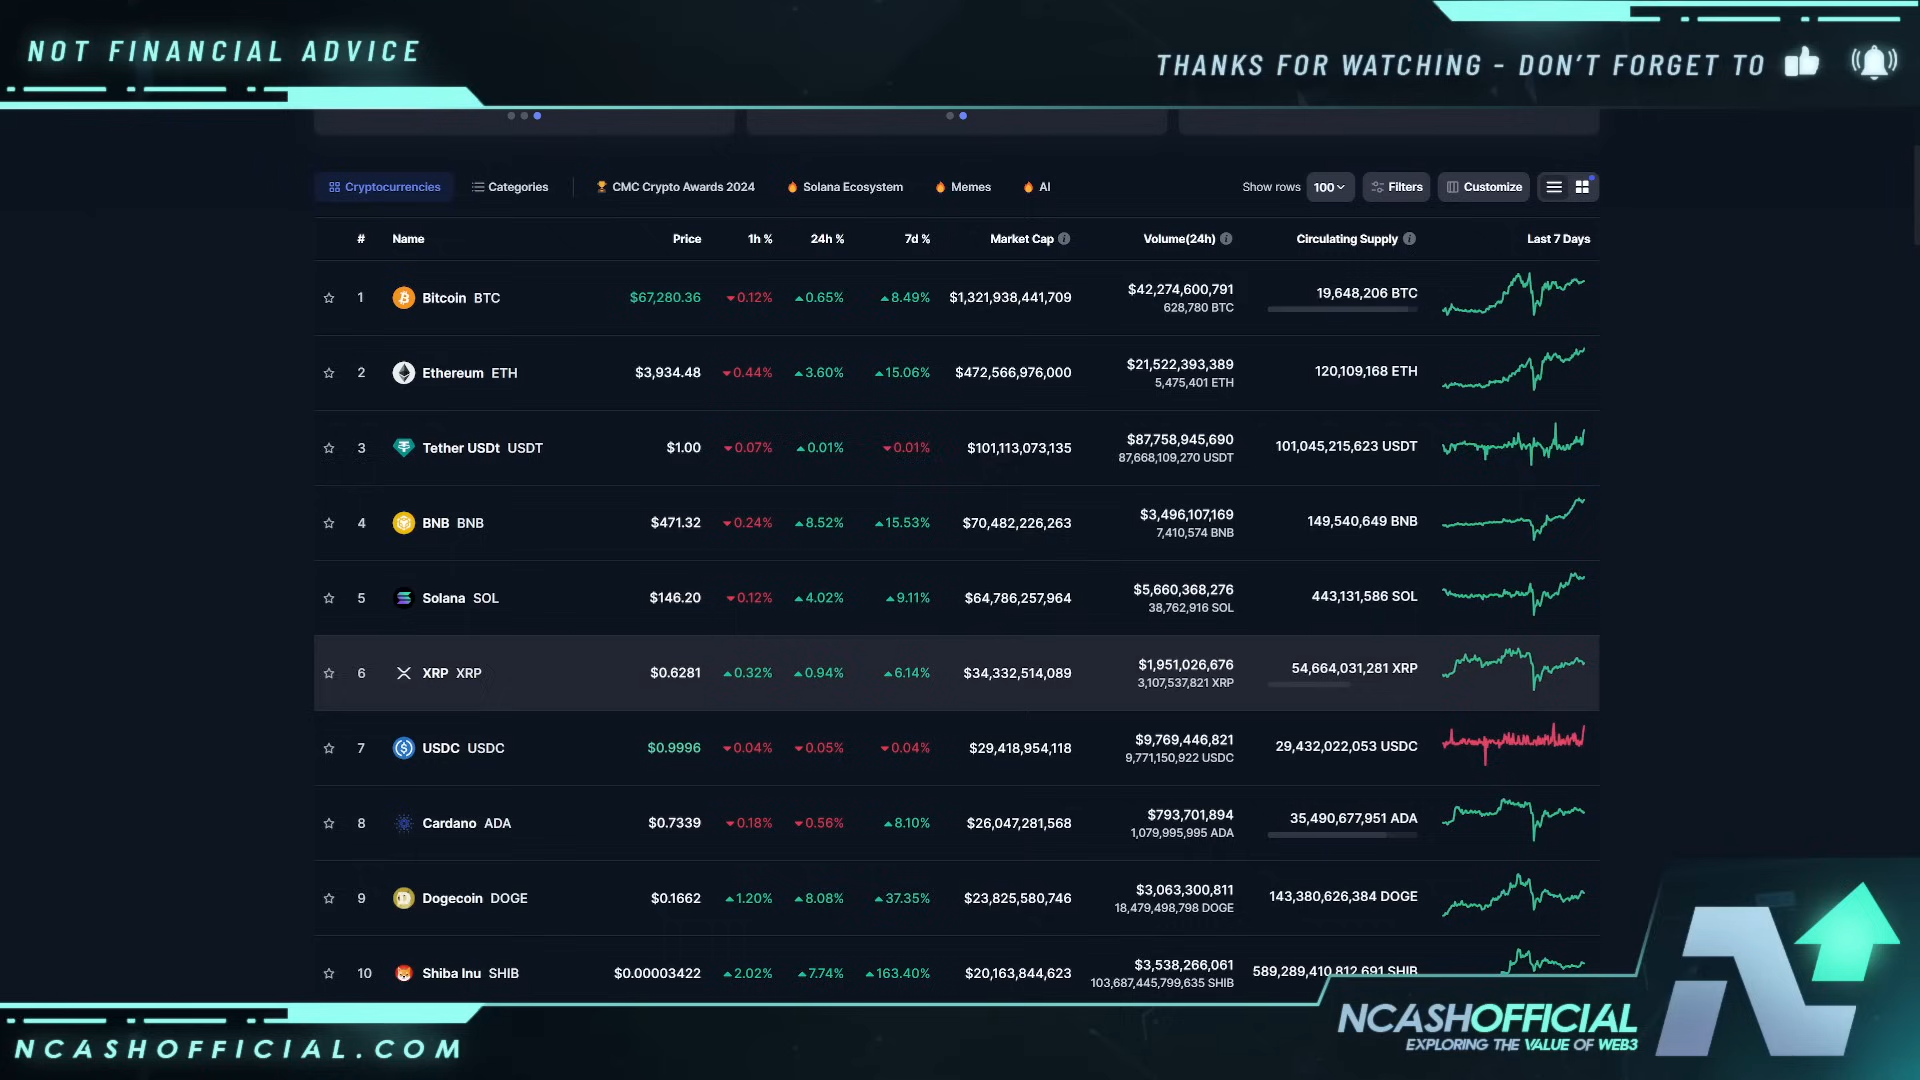 NOT FINANCIAL ADVICE
THANKS FOR WATCHING - DON'T FORGET TO
Cryptocurrencies Categories CMC Crypto Awards 2024 Solana Ecosystem Memes AI Show rows 100 Filters Customize
# Name Price 1h % 24h % 7d % Market Cap Volume(24h) Circulating Supply Last 7 Days
1 Bitcoin BTC $67,280.36 0.12% 0.65% 8.49% $1,321,938,441,709 $42,274,600,791 19,648,206 BTC
628,780 BTC
2 Ethereum ETH $3,934.48 0.44% 3.60% 15.06% $472,566,976,000 $21,522,393,389 120,109,168 ETH
5,475,401 ETH
3 Tether USDt USDT $1.00 0.07% 0.01% 0.01% $101,113,073,135 $87,758,945,690 101,045,215,623 USDT
87,668,109,270 USDT
4 BNB BNB $471.32 0.24% 8.52% 15.53% $70,482,226,263 $3,496,107,169 149,540,649 BNB
7,410,574 BNB
5 Solana SOL $146.20 0.12% 4.02% 9.11% $64,786,257,964 $5,660,368,276 443,131,586 SOL
38,762,916 SOL
6 XRP XRP $0.6281 0.32% 0.94% 6.14% $34,332,514,089 $1,951,026,676 54,664,031,281 XRP
3,107,537,821 XRP
7 USDC USDC $0.9996 0.04% 0.05% 0.04% $29,418,954,118 $9,769,446,821 29,432,022,053 USDC
9,771,150,922 USDC
8 Cardano ADA $0.7339 0.18% 0.56% 8.10% $26,047,281,568 $793,701,894 35,490,677,951 ADA
1,079,995,995 ADA
9 Dogecoin DOGE $0.1662 1.20% 8.08% 37.35% $23,825,580,746 $3,063,300,811 143,380,626,384 DOGE
18,479,498,798 DOGE
10 Shiba Inu SHIB $0.00003422 2.02% 7.74% 163.40% $20,163,844,623 $3,538,266,061 589,289,410,812,691 SHIB
103,687,445,799,635 SHIB
NCASHOFFICIAL.COM
NCASHOFFICIAL
EXPLORING THE VALUE OF WEB3